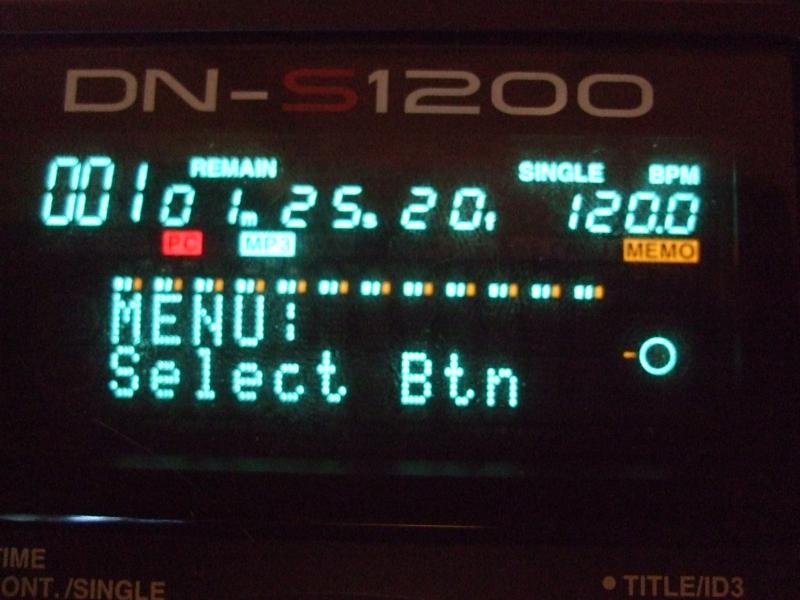 DN-S1200
REMAIN SINGLE BPM
001 01m 25s 20f 120.0
PC MP3 MEMO
MENU:
Select Btn
TIME
CONT./SINGLE ● TITLE/ID3